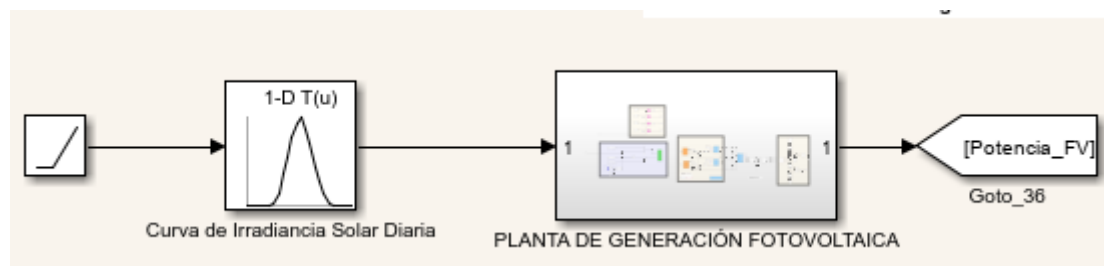 1-D T(u)
1
1
[Potencia_FV]
Goto_36
Curva de Irradiancia Solar Diaria
PLANTA DE GENERACIÓN FOTOVOLTAICA